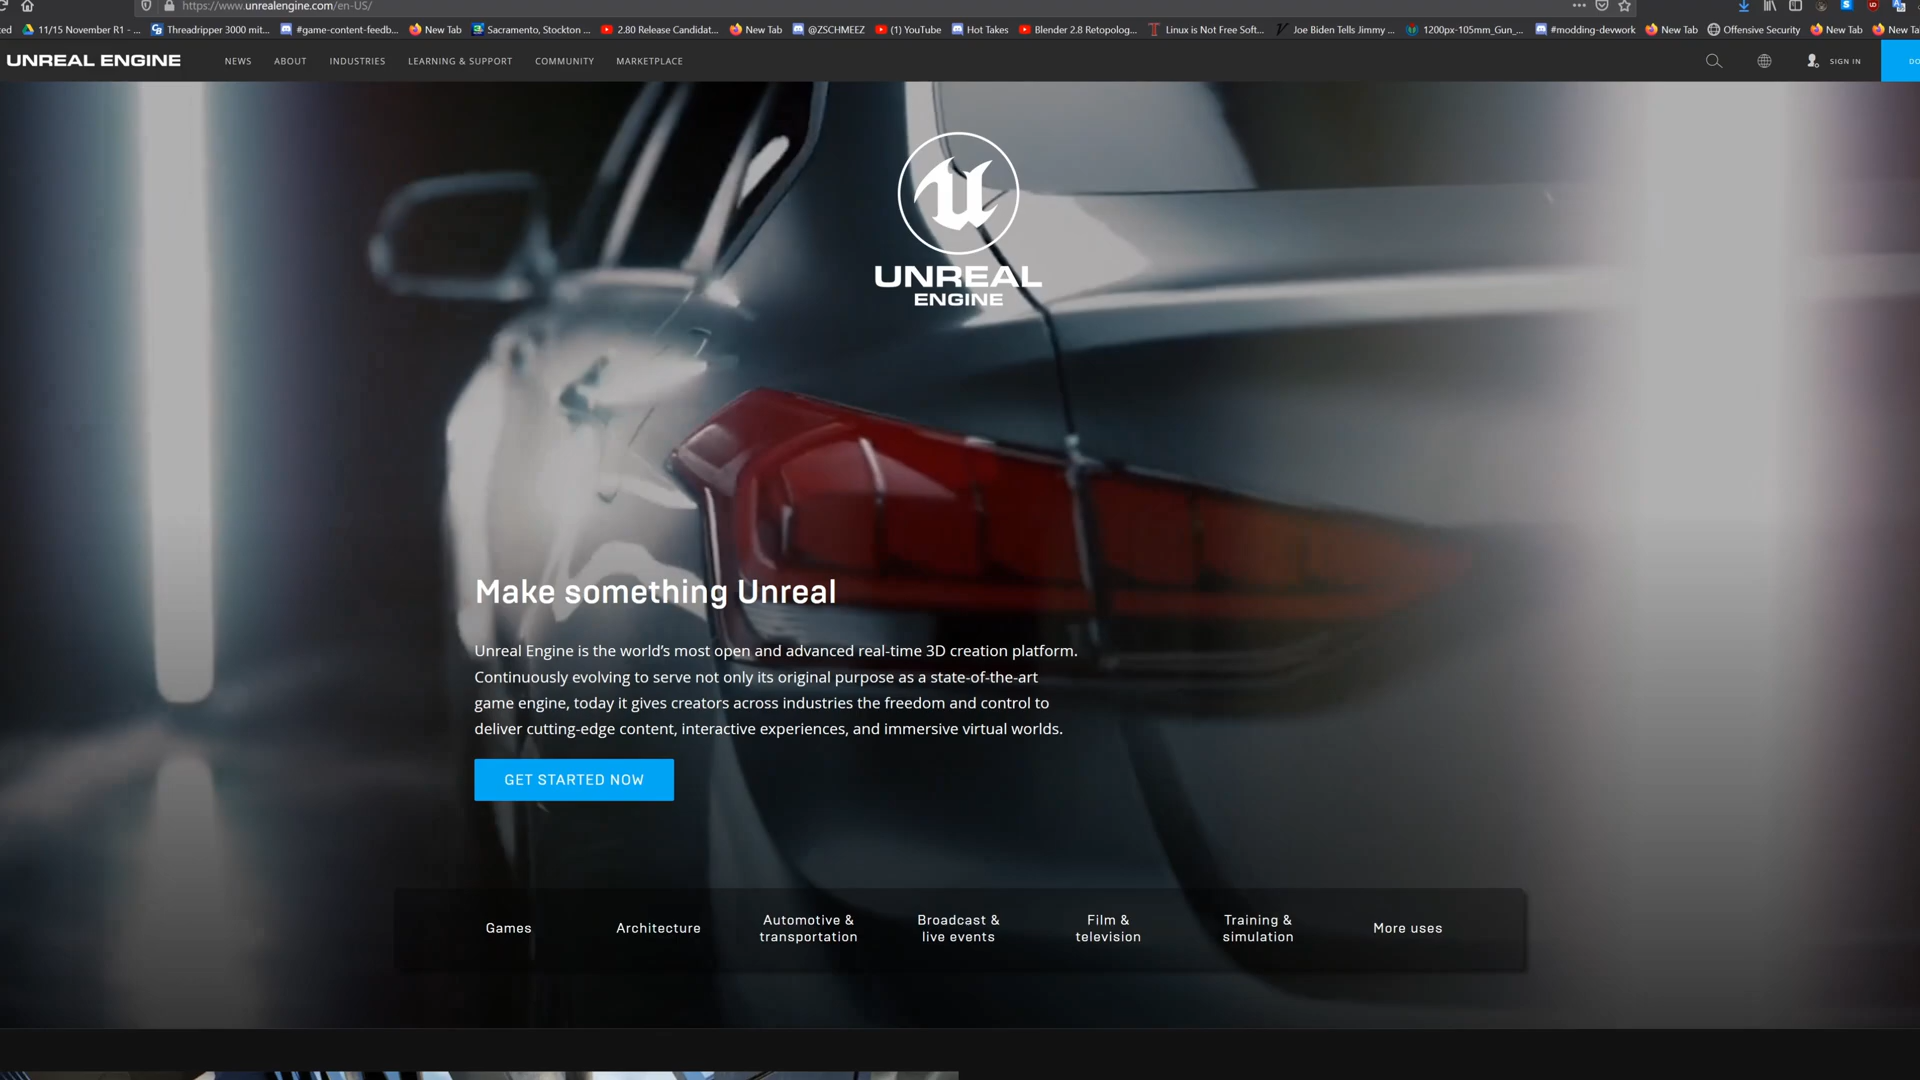 https://www.unrealengine.com/en-US/
11/15 November R1 - ...
Threadripper 3000 mit...
#game-content-feedb...
New Tab
Sacramento, Stockton ...
2.80 Release Candidat...
New Tab
@ZSCHMEEZ
(1) YouTube
Hot Takes
Blender 2.8 Retopolog...
Linux is Not Free Soft...
Joe Biden Tells Jimmy ...
1200px-105mm_Gun_...
#modding-devwork
New Tab
Offensive Security
New Tab
New Ta
UNREAL ENGINE
NEWS
ABOUT
INDUSTRIES
LEARNING & SUPPORT
COMMUNITY
MARKETPLACE
SIGN IN
DO
UNREAL
ENGINE
Make something Unreal
Unreal Engine is the world’s most open and advanced real-time 3D creation platform.
Continuously evolving to serve not only its original purpose as a state-of-the-art
game engine, today it gives creators across industries the freedom and control to
deliver cutting-edge content, interactive experiences, and immersive virtual worlds.
GET STARTED NOW
Games
Architecture
Automotive &
transportation
Broadcast &
live events
Film &
television
Training &
simulation
More uses